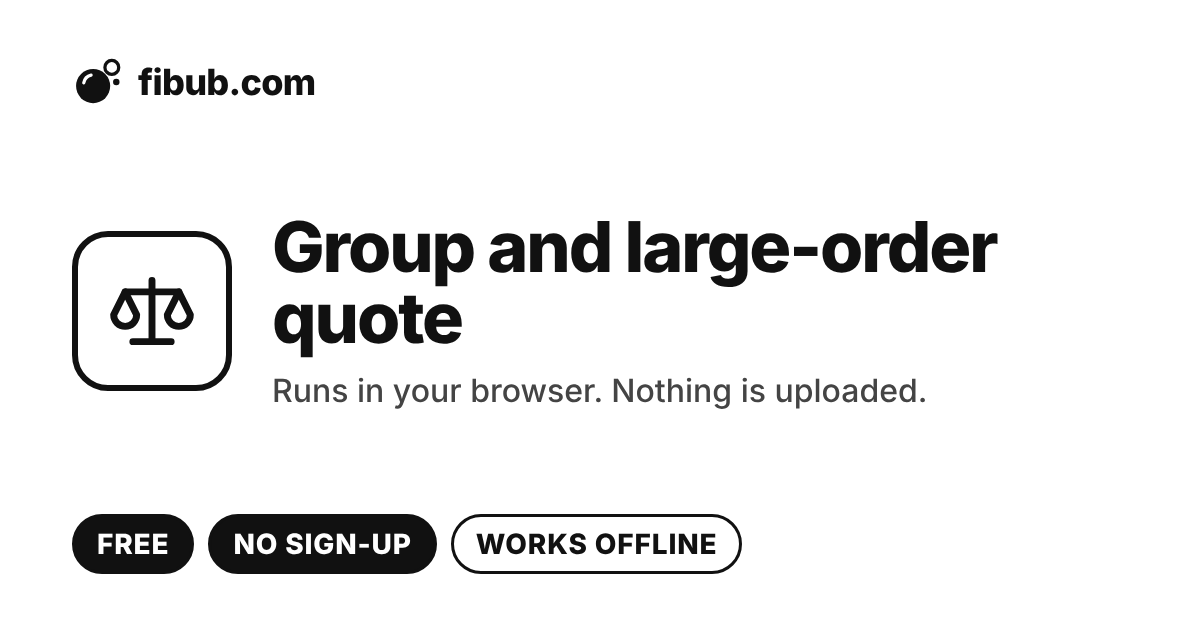 fibub.com
Group and large-order
quote
Runs in your browser. Nothing is uploaded.
FREE
NO SIGN-UP
WORKS OFFLINE